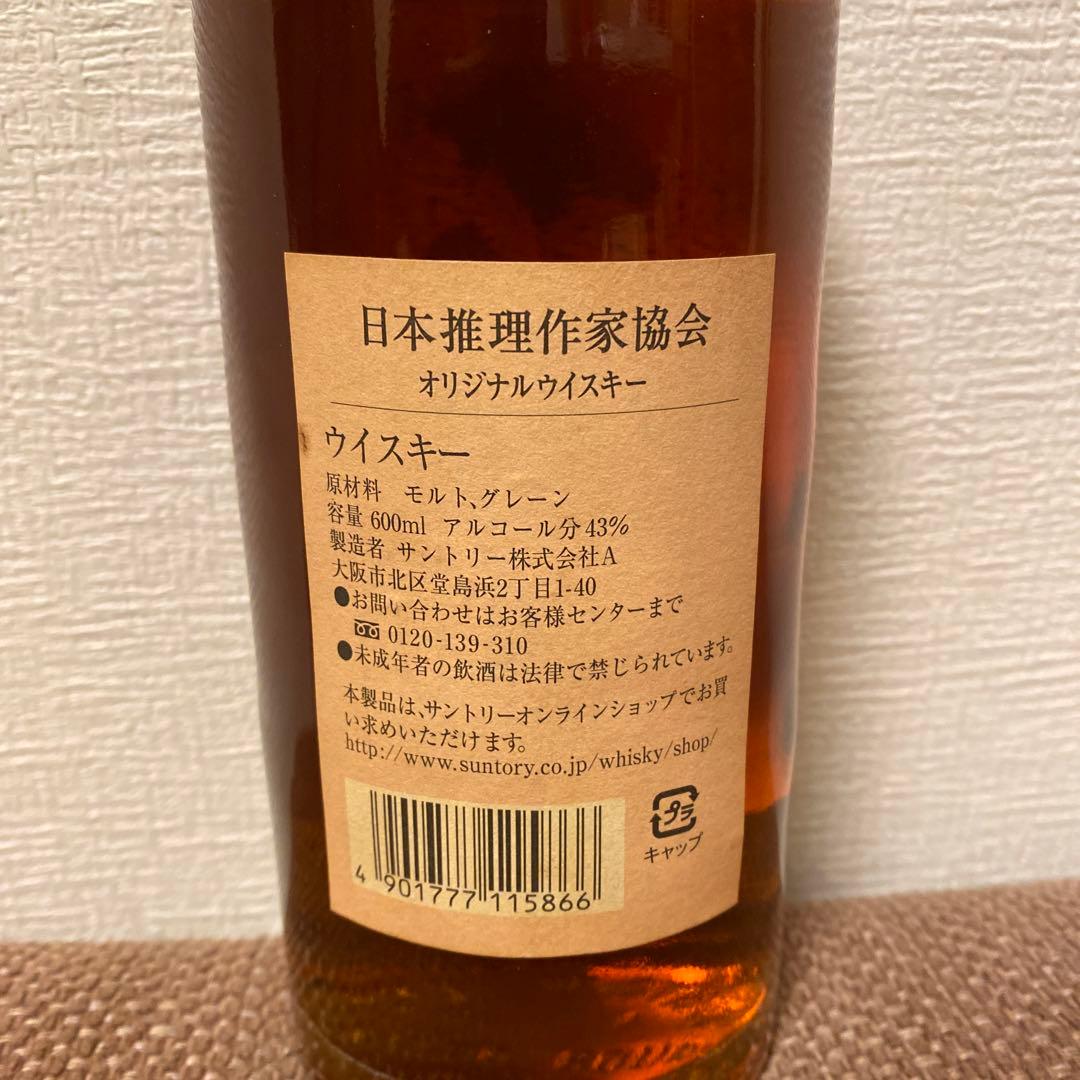 日本推理作家協会
オリジナルウイスキー
ウイスキー
原材料 モルト、グレーン
容量 600ml アルコール分43%
製造者 サントリー株式会社A
大阪市北区堂島浜2丁目1-40
●お問い合わせはお客様センターまで
0120-139-310
●未成年者の飲酒は法律で禁じられています。
本製品は、サントリーオンラインショップでお買
い求めいただけます。
http://www.suntory.co.jp/whisky/shop/
4 901777 115866
プラ
キャップ